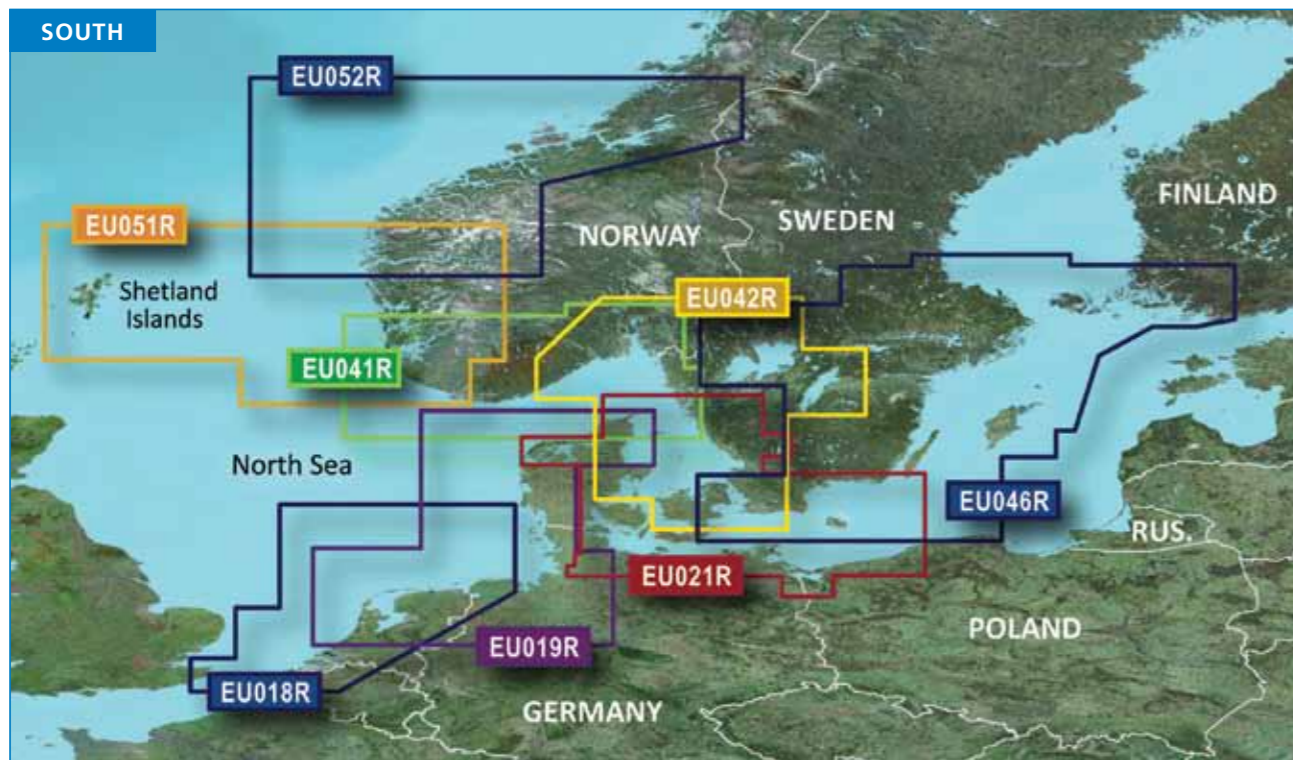 SOUTH
EU052R
EU051R
Shetland
Islands
NORWAY
SWEDEN
FINLAND
EU042R
EU041R
North Sea
EU046R
RUS.
EU021R
POLAND
EU019R
EU018R
GERMANY